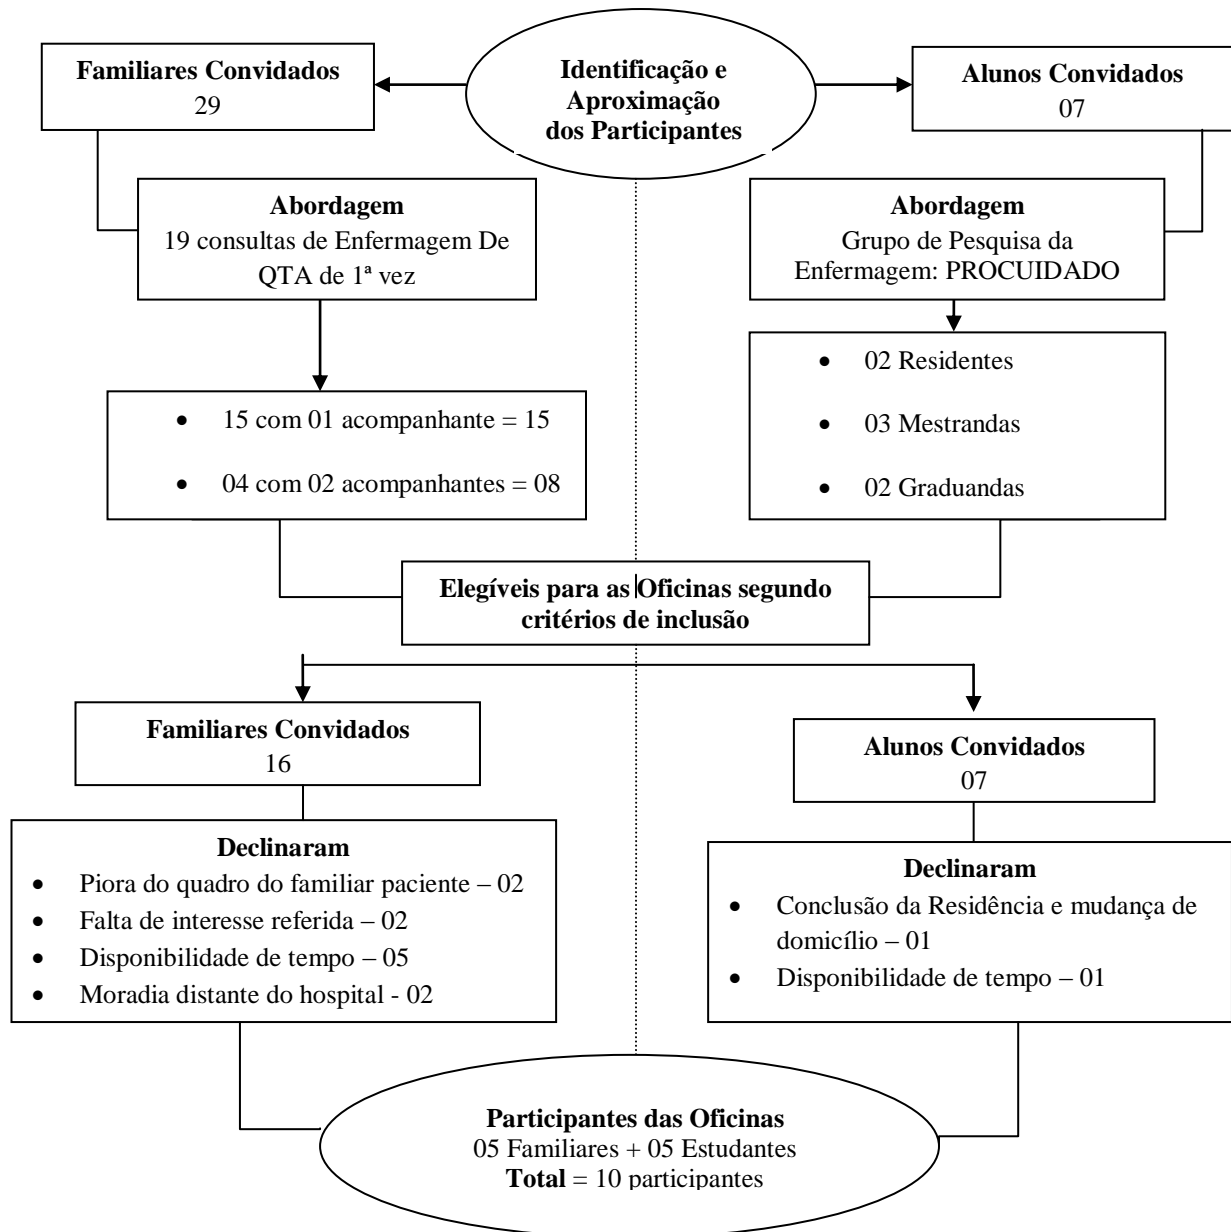 Identificação e
Aproximação
dos Participantes
Familiares Convidados
29
Alunos Convidados
07
Abordagem
19 consultas de Enfermagem De
QTA de 1ª vez
Abordagem
Grupo de Pesquisa da
Enfermagem: PROCUIDADO
• 15 com 01 acompanhante = 15
• 04 com 02 acompanhantes = 08
• 02 Residentes
• 03 Mestrandas
• 02 Graduandas
Elegíveis para as Oficinas segundo
critérios de inclusão
Familiares Convidados
16
Alunos Convidados
07
Declinaram
• Piora do quadro do familiar paciente – 02
• Falta de interesse referida – 02
• Disponibilidade de tempo – 05
• Moradia distante do hospital - 02
Declinaram
• Conclusão da Residência e mudança de
domicílio – 01
• Disponibilidade de tempo – 01
Participantes das Oficinas
05 Familiares + 05 Estudantes
Total = 10 participantes